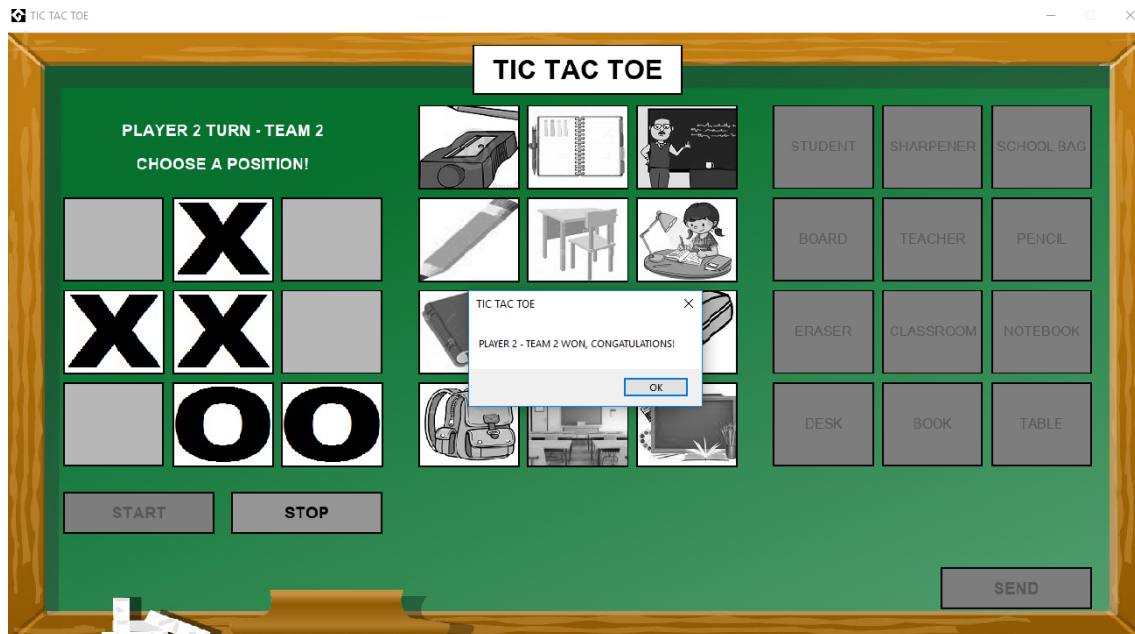 TIC TAC TOE
TIC TAC TOE
PLAYER 2 TURN - TEAM 2
CHOOSE A POSITION!
X
X X
O O
START STOP
STUDENT SHARPENER SCHOOL BAG
BOARD TEACHER PENCIL
ERASER CLASSROOM NOTEBOOK
DESK BOOK TABLE
SEND
TIC TAC TOE
PLAYER 2 - TEAM 2 WON, CONGATULATIONS!
OK